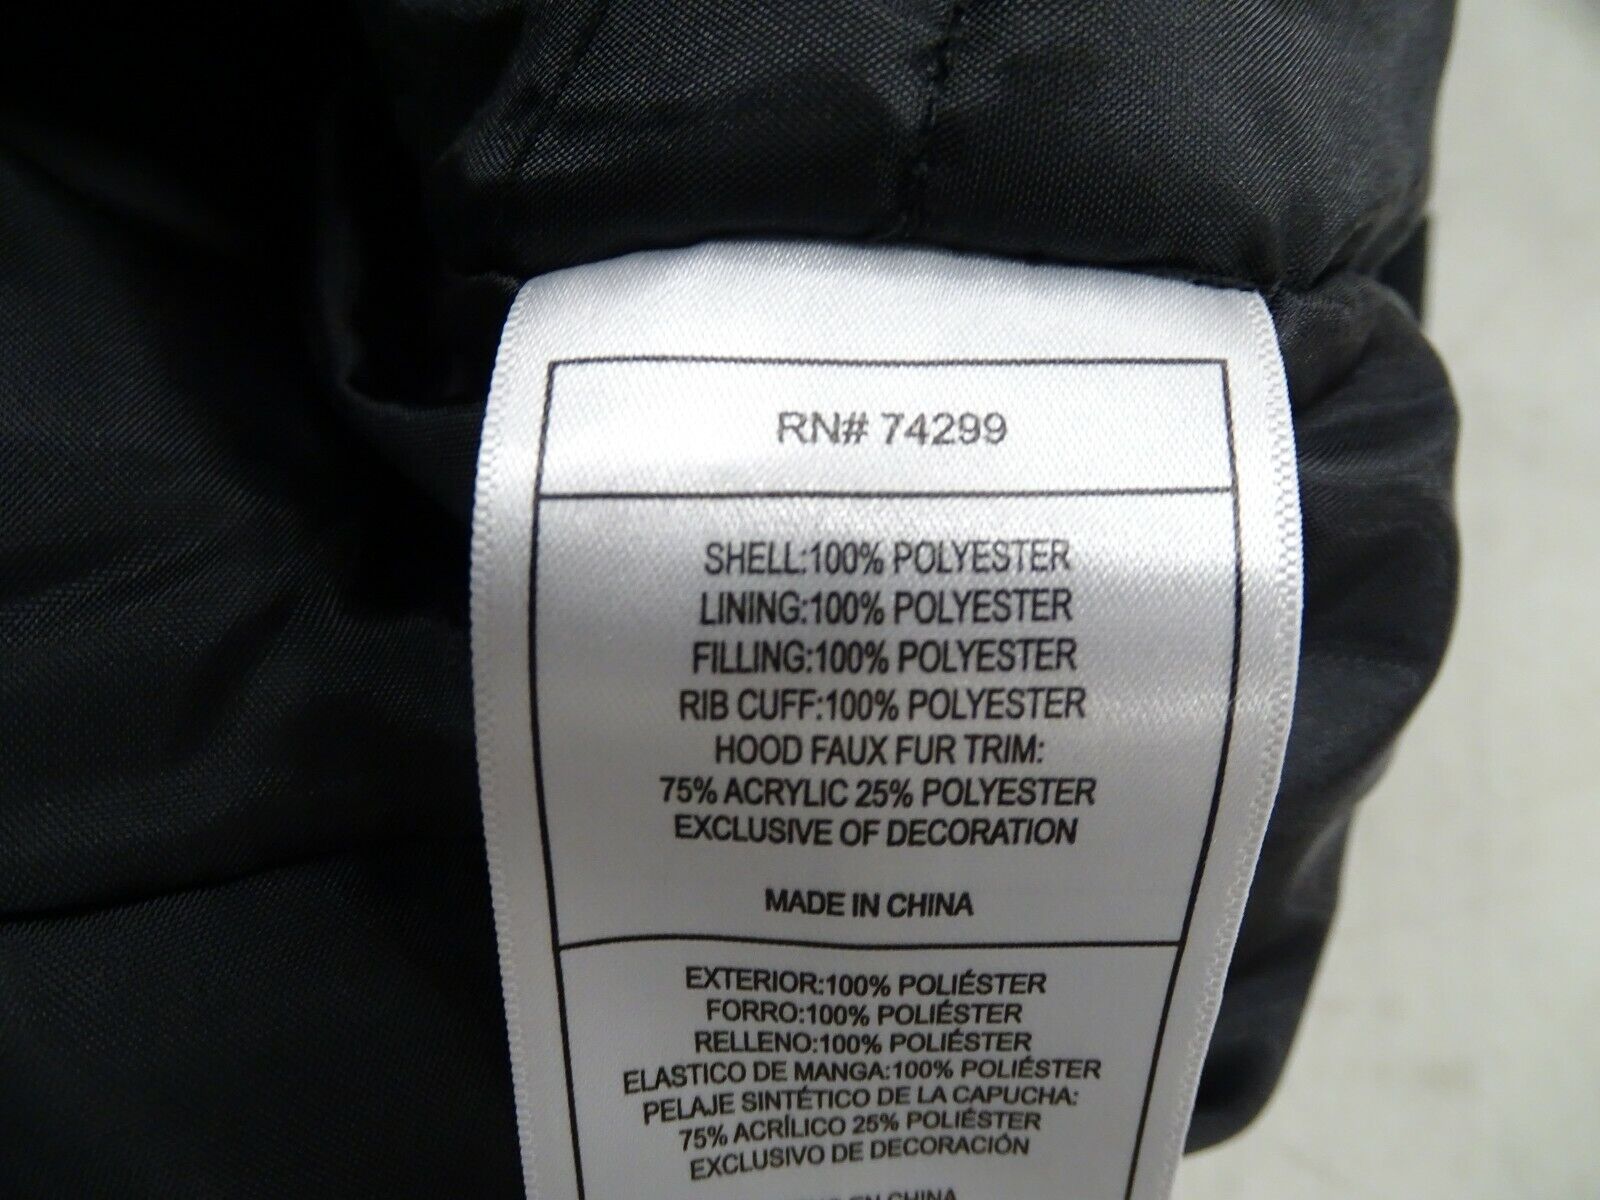 RN# 74299
SHELL:100% POLYESTER
LINING:100% POLYESTER
FILLING:100% POLYESTER
RIB CUFF:100% POLYESTER
HOOD FAUX FUR TRIM:
75% ACRYLIC 25% POLYESTER
EXCLUSIVE OF DECORATION
MADE IN CHINA
EXTERIOR:100% POLIÉSTER
FORRO:100% POLIÉSTER
RELLENO:100% POLIÉSTER
ELASTICO DE MANGA:100% POLIÉSTER
PELAJE SINTÉTICO DE LA CAPUCHA:
75% ACRÍLICO 25% POLIÉSTER
EXCLUSIVO DE DECORACIÓN
EN CHINA